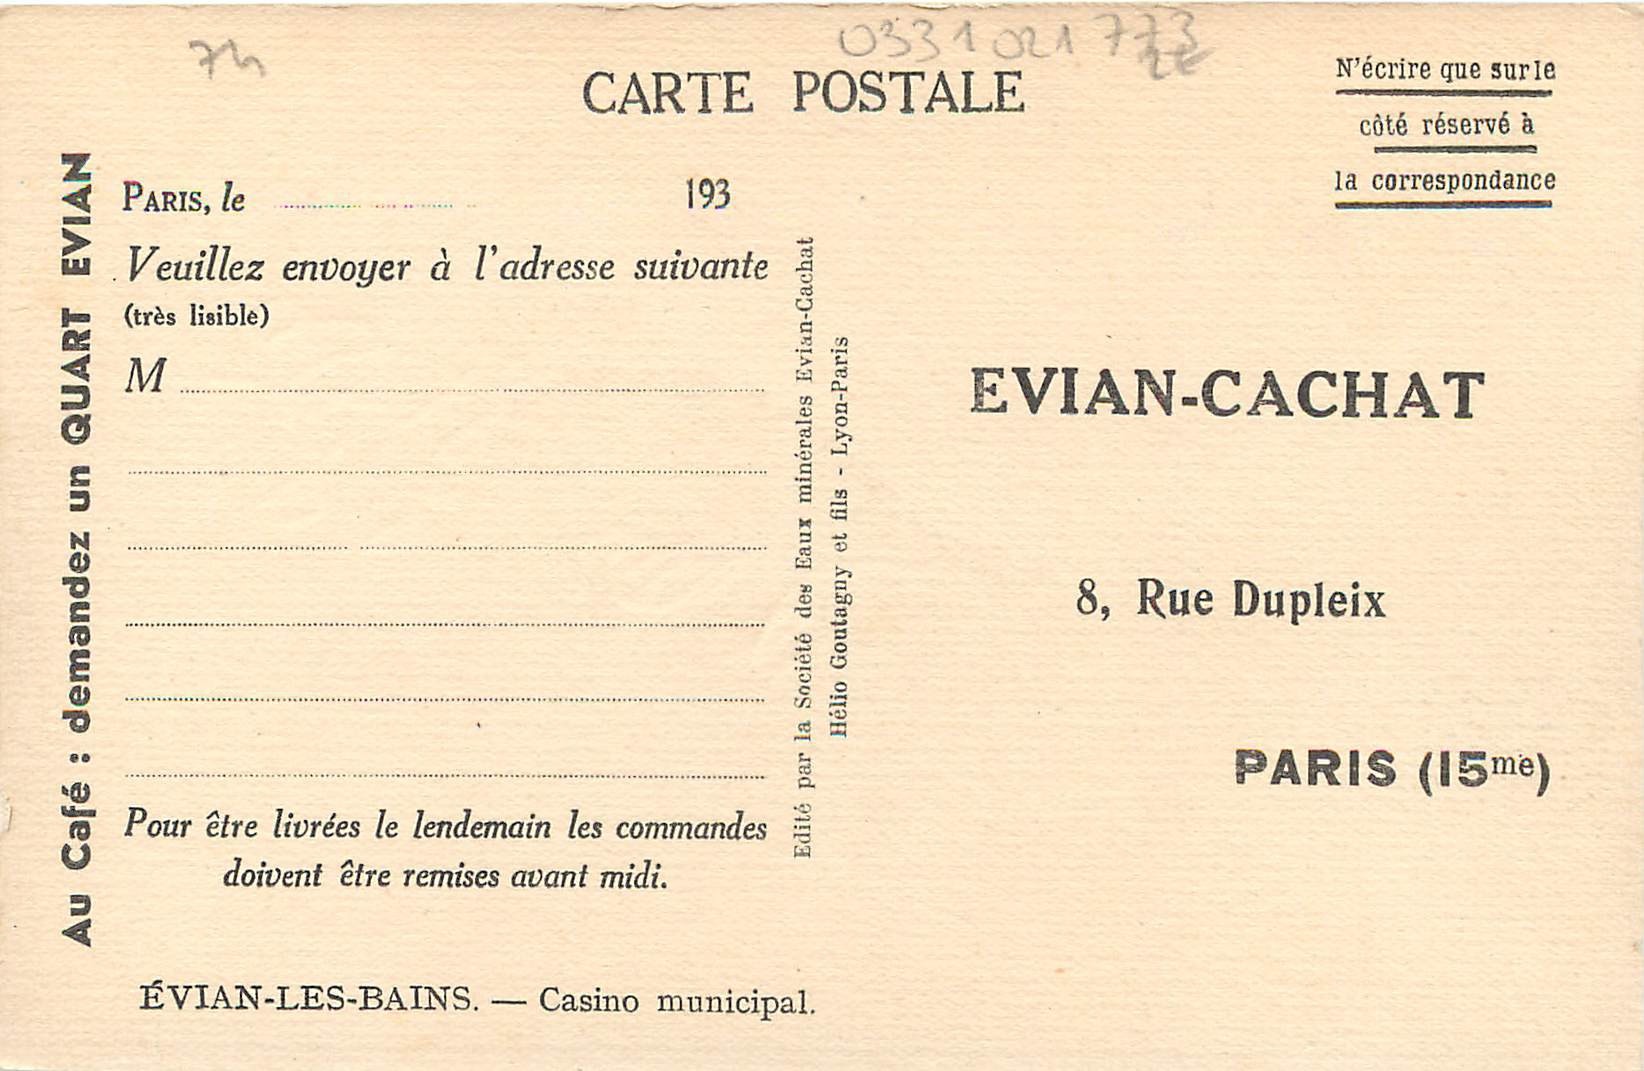 74
0331021773
2€
CARTE POSTALE
N'écrire que sur le
côté réservé à
la correspondance
Au Café : demandez un QUART EVIAN
PARIS, le ........................ 193
Veuillez envoyer à l'adresse suivante
(très lisible)
M
Pour être livrées le lendemain les commandes
doivent être remises avant midi.
ÉVIAN-LES-BAINS. — Casino municipal.
Edité par la Société des Eaux minérales Evian-Cachat
Hélio Goutagny et fils - Lyon-Paris
EVIAN-CACHAT
8, Rue Dupleix
PARIS (15me)